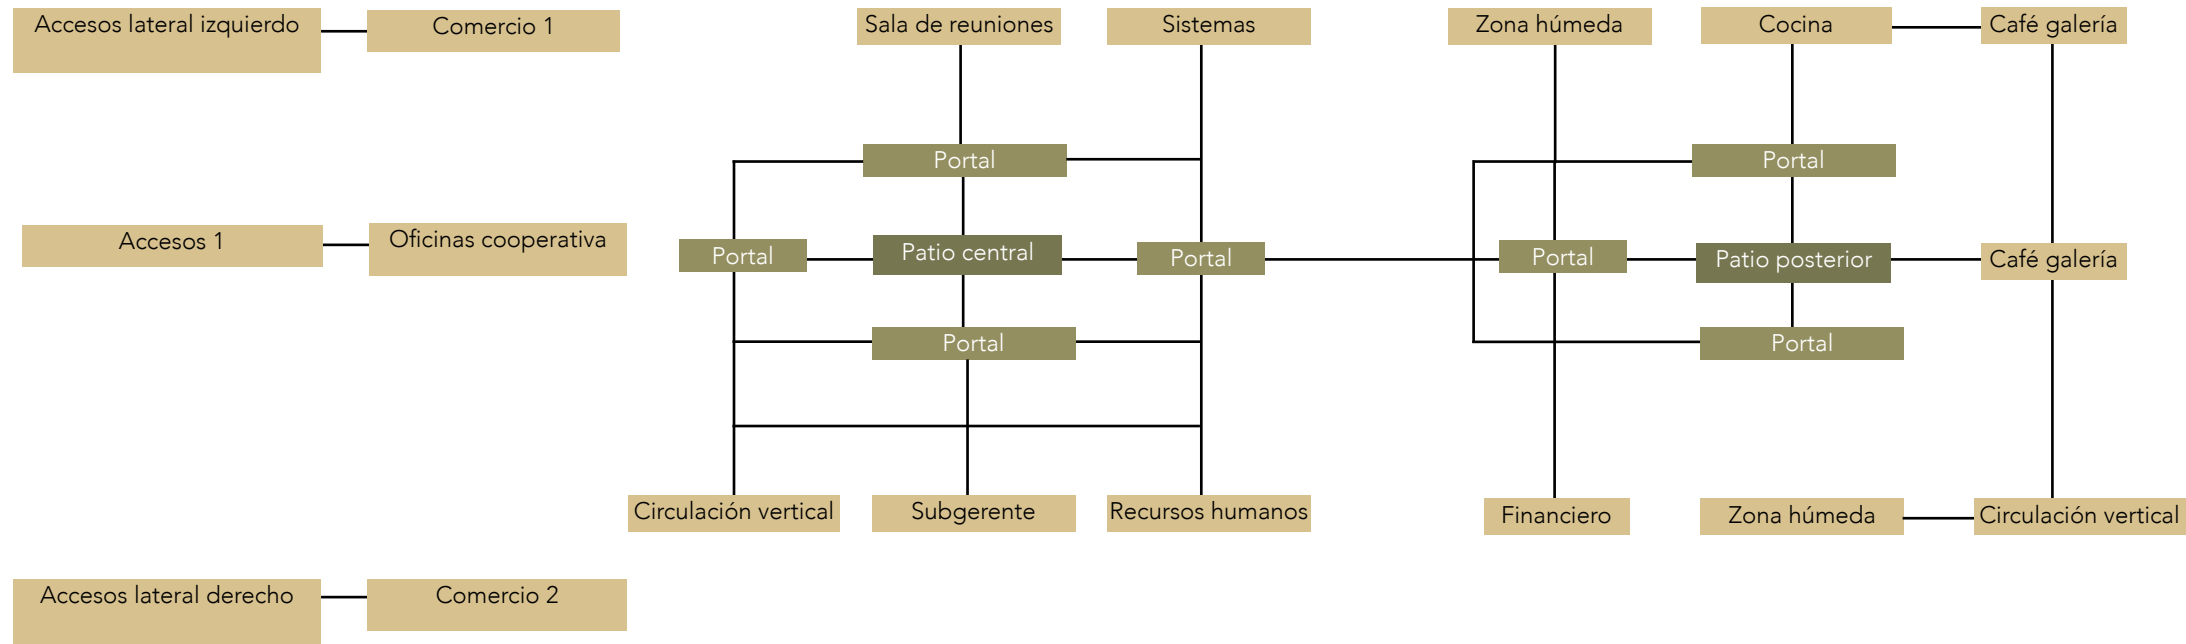 Accesos lateral izquierdo
Comercio 1
Sala de reuniones
Sistemas
Zona húmeda
Cocina
Café galería
Portal
Portal
Accesos 1
Oficinas cooperativa
Portal
Patio central
Portal
Portal
Patio posterior
Café galería
Portal
Portal
Circulación vertical
Subgerente
Recursos humanos
Financiero
Zona húmeda
Circulación vertical
Accesos lateral derecho
Comercio 2